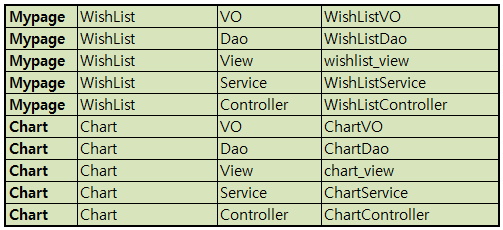 Mypage WishList VO WishListVO
Mypage WishList Dao WishListDao
Mypage WishList View wishlist_view
Mypage WishList Service WishListService
Mypage WishList Controller WishListController
Chart Chart VO ChartVO
Chart Chart Dao ChartDao
Chart Chart View chart_view
Chart Chart Service ChartService
Chart Chart Controller ChartController